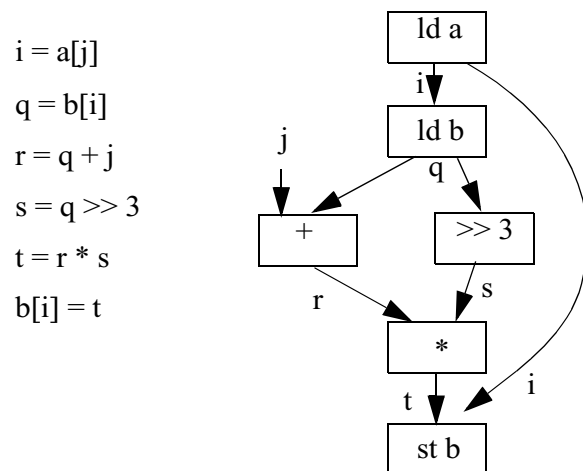 i = a[j]
q = b[i]
r = q + j
s = q >> 3
t = r * s
b[i] = t
ld a
i
ld b
j
q
+
>> 3
r
s
*
t
i
st b